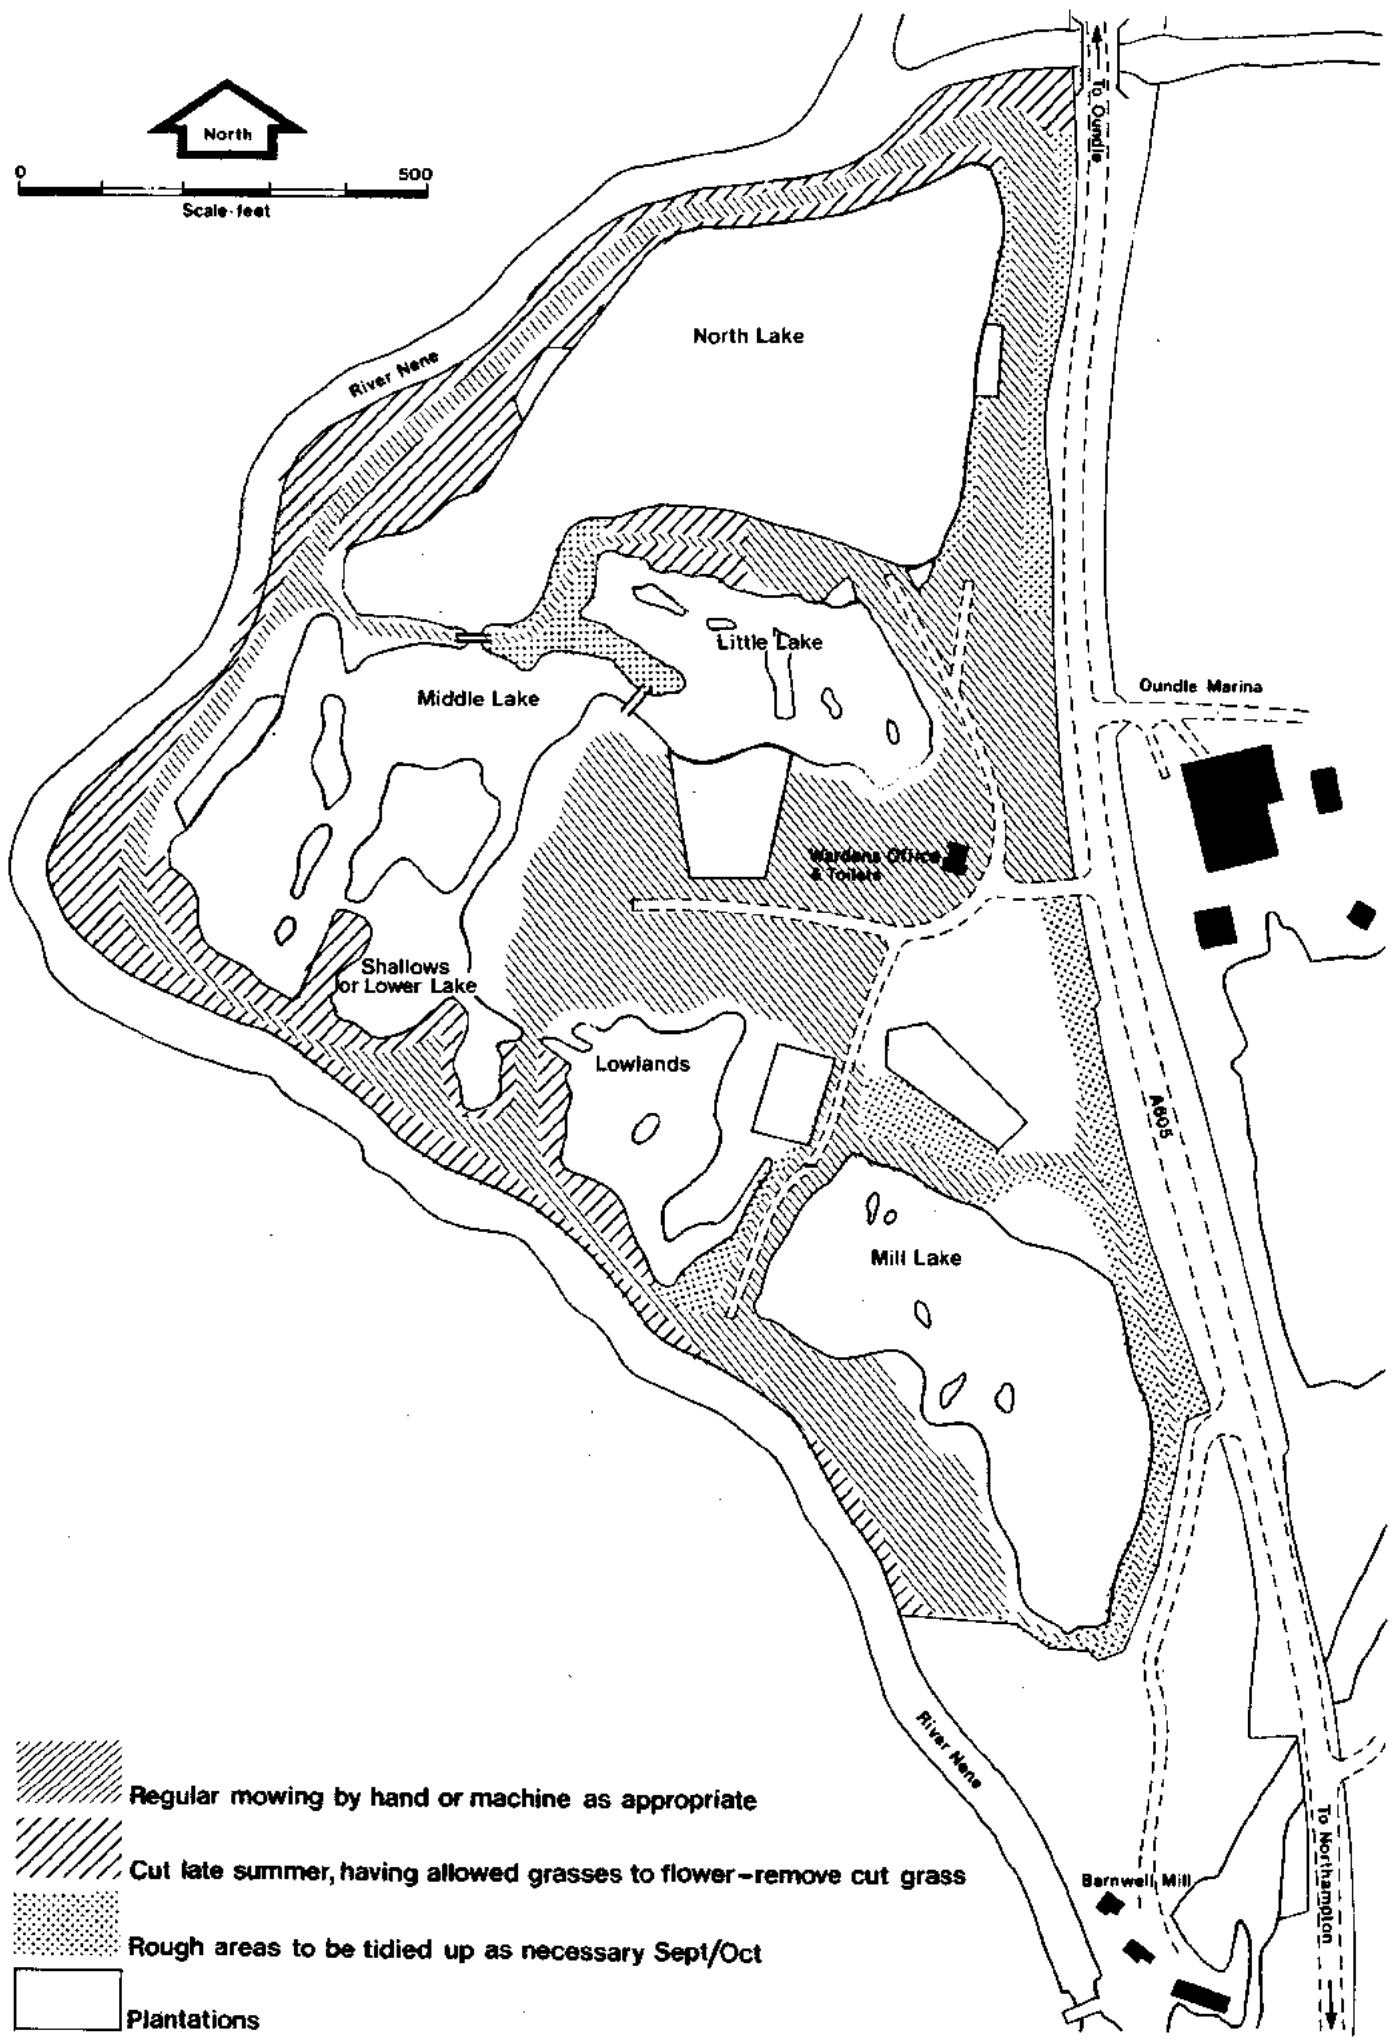 To Oundle
North
0 500
Scale-feet
North Lake
River Nene
Little Lake
Middle Lake
Oundle Marina
Wardens Office
& Toilets
Shallows
or Lower Lake
Lowlands
A605
Mill Lake
River Nene
Regular mowing by hand or machine as appropriate
Cut late summer, having allowed grasses to flower-remove cut grass
Rough areas to be tidied up as necessary Sept/Oct
Plantations
Barnwell Mill
To Northampton